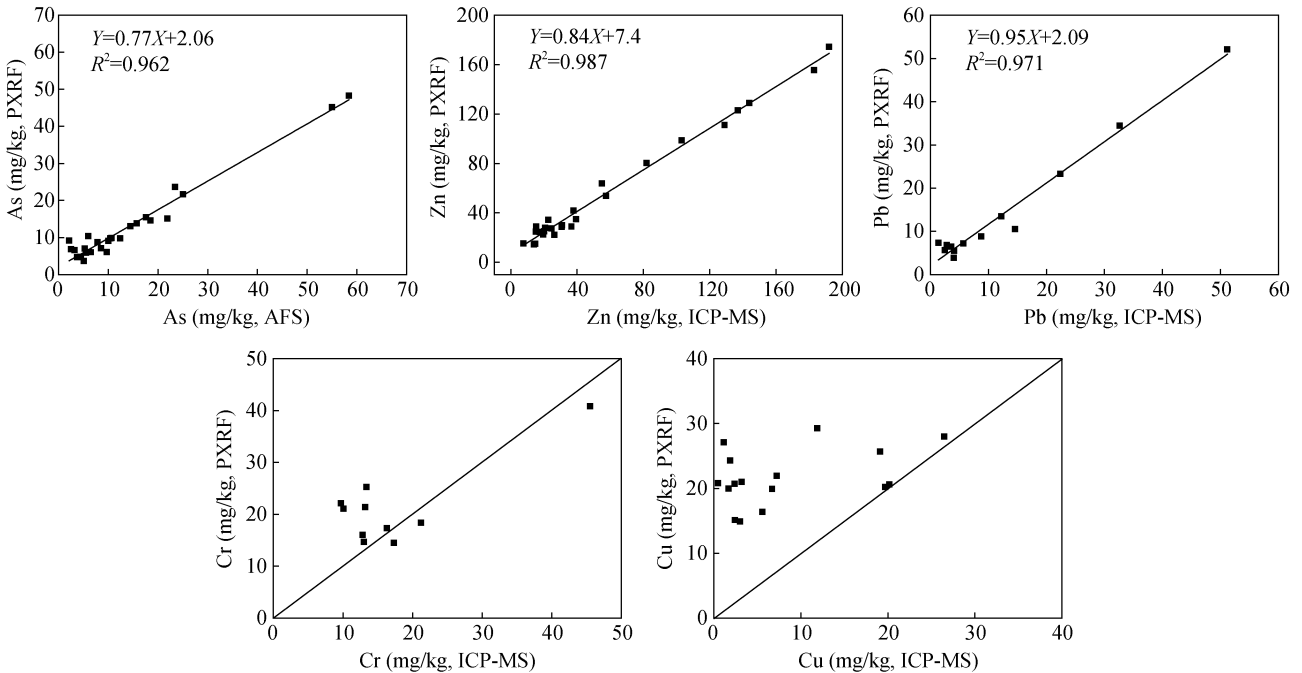 Y=0.77X+2.06
R²=0.962
As (mg/kg, PXRF)
70
60
50
40
30
20
10
0
0 10 20 30 40 50 60 70
As (mg/kg, AFS)
Y=0.84X+7.4
R²=0.987
Zn (mg/kg, PXRF)
200
160
120
80
40
0
0 40 80 120 160 200
Zn (mg/kg, ICP-MS)
Y=0.95X+2.09
R²=0.971
Pb (mg/kg, PXRF)
60
50
40
30
20
10
0
0 10 20 30 40 50 60
Pb (mg/kg, ICP-MS)
Cr (mg/kg, PXRF)
50
40
30
20
10
0
0 10 20 30 40 50
Cr (mg/kg, ICP-MS)
Cu (mg/kg, PXRF)
40
30
20
10
0
0 10 20 30 40
Cu (mg/kg, ICP-MS)